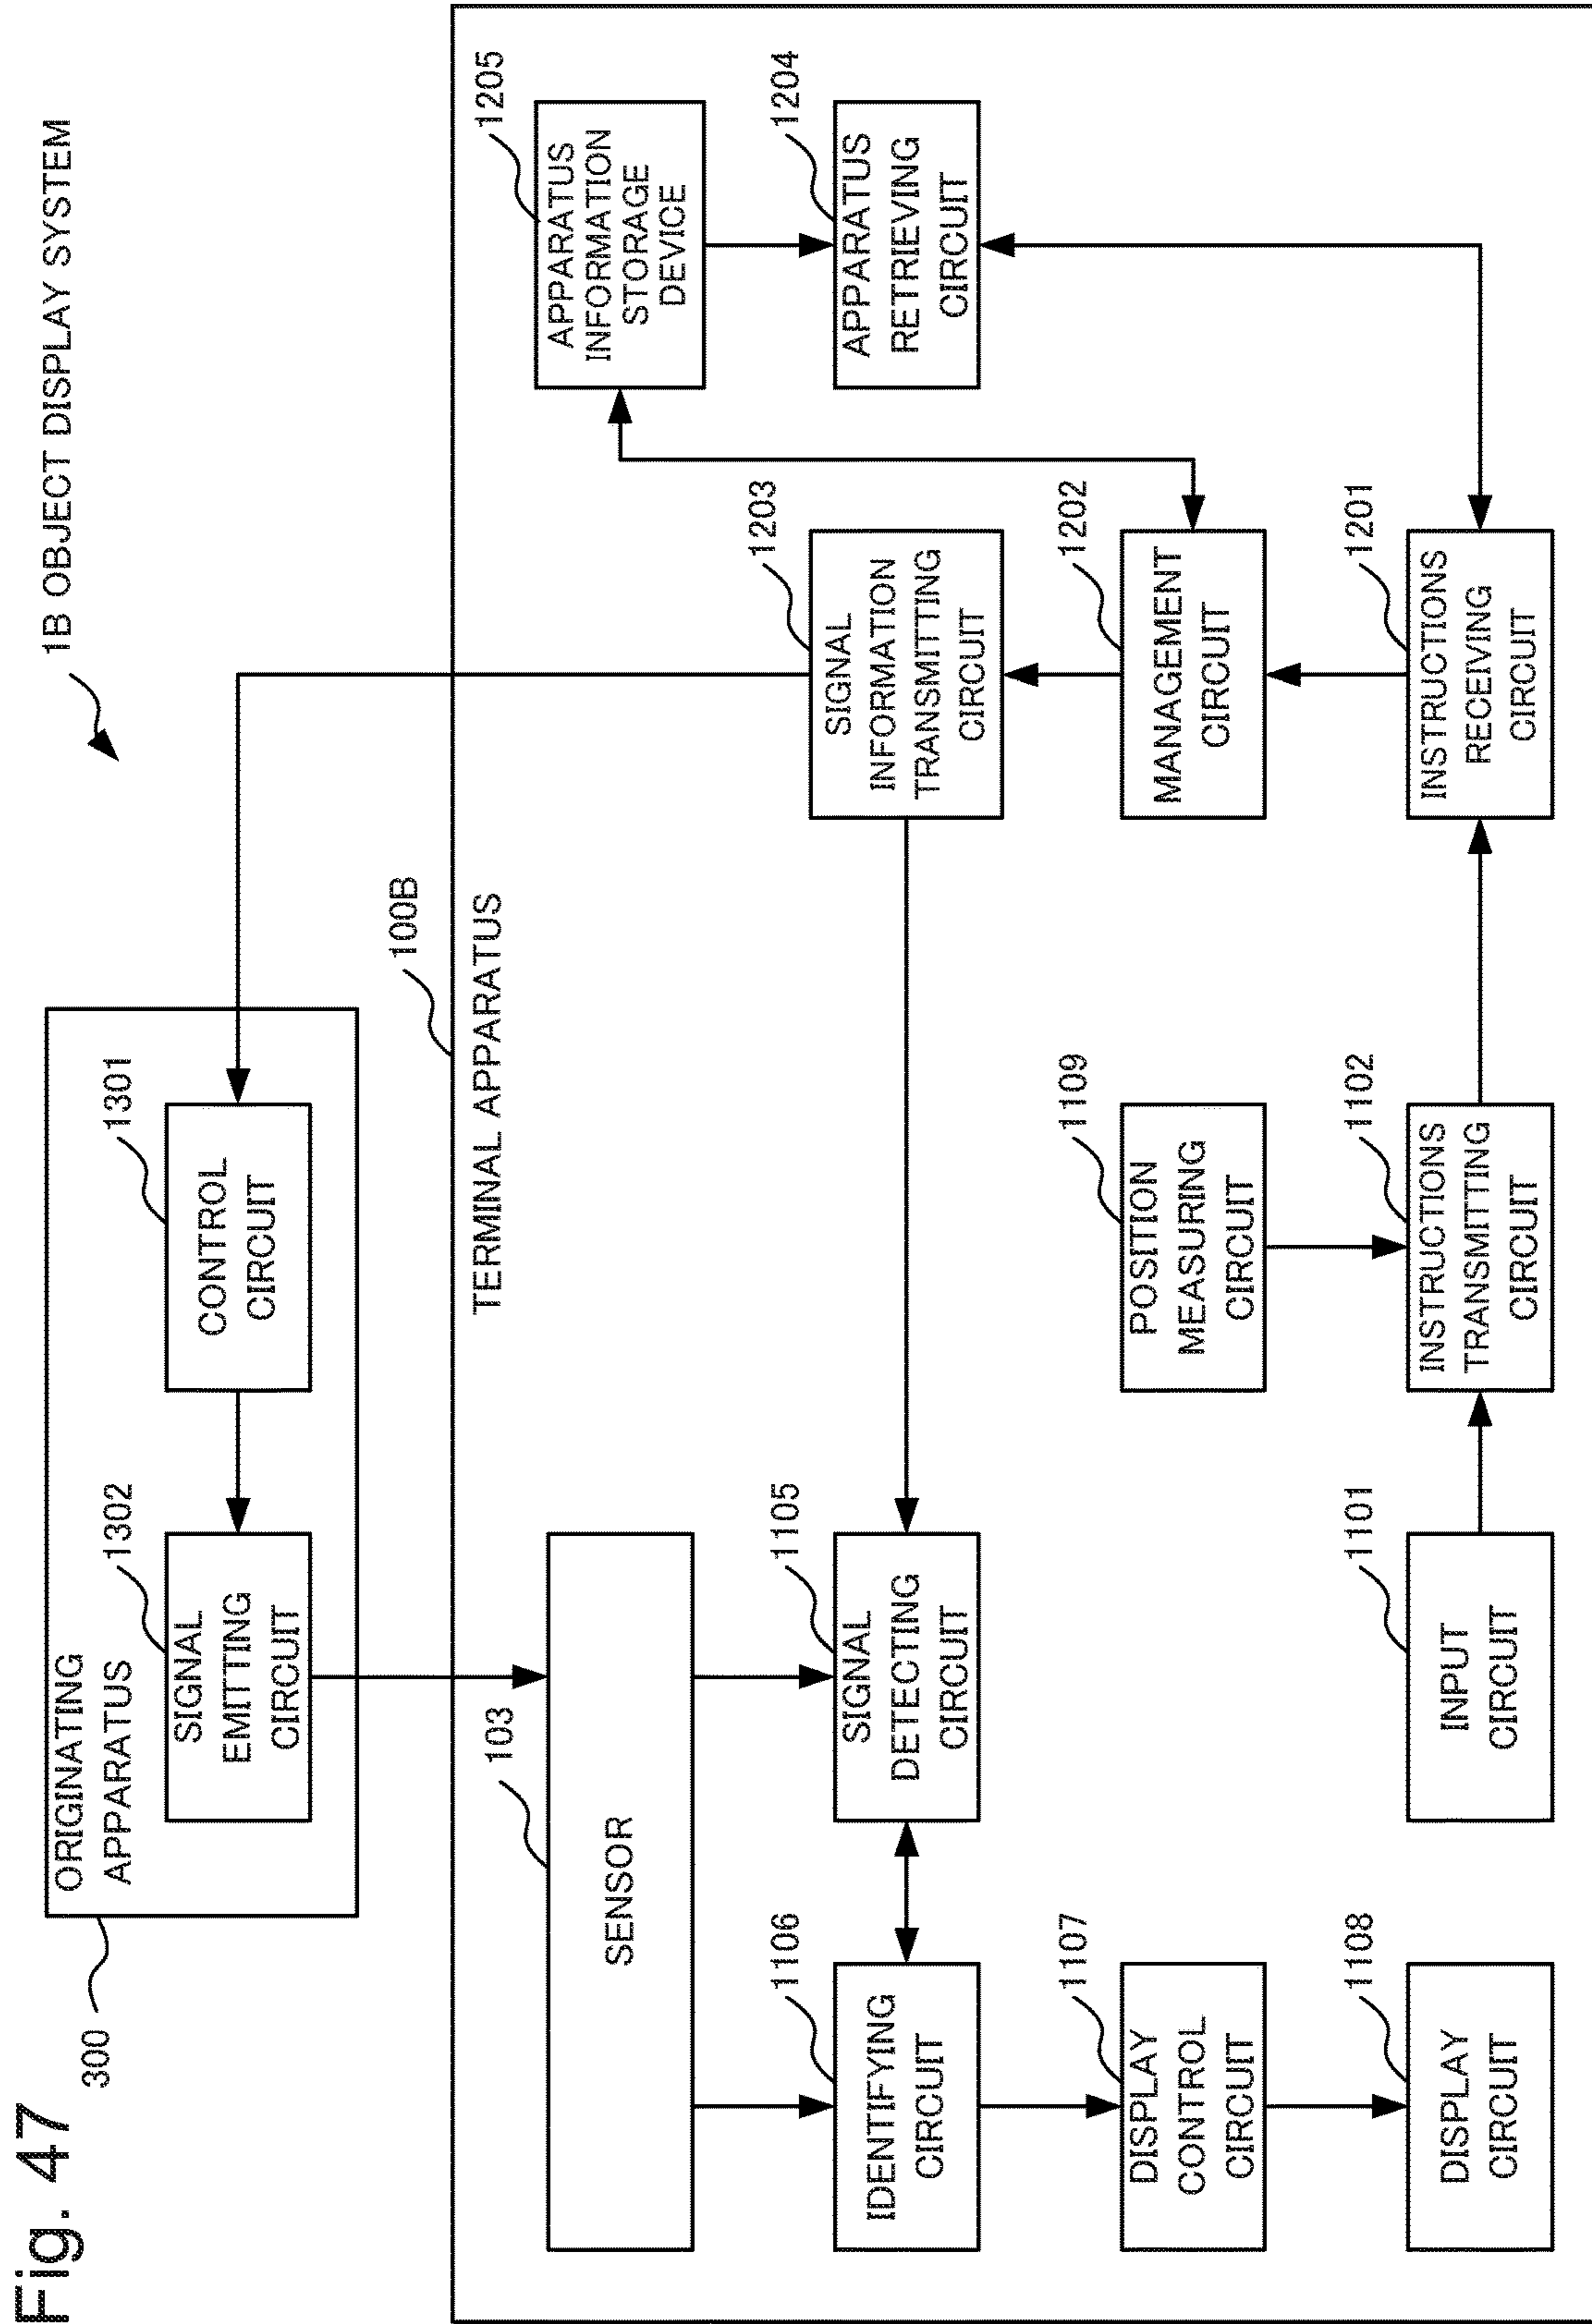 Fig. 47
1B OBJECT DISPLAY SYSTEM
300
ORIGINATING
APPARATUS
1302
SIGNAL
EMITTING
CIRCUIT
1301
CONTROL
CIRCUIT
100B
TERMINAL APPARATUS
103
SENSOR
1106
IDENTIFYING
CIRCUIT
1105
SIGNAL
DETECTING
CIRCUIT
1203
SIGNAL
INFORMATION
TRANSMITTING
CIRCUIT
1205
APPARATUS
INFORMATION
STORAGE
DEVICE
1204
APPARATUS
RETRIEVING
CIRCUIT
1107
DISPLAY
CONTROL
CIRCUIT
1109
POSITION
MEASURING
CIRCUIT
1202
MANAGEMENT
CIRCUIT
1108
DISPLAY
CIRCUIT
1101
INPUT
CIRCUIT
1102
INSTRUCTIONS
TRANSMITTING
CIRCUIT
1201
INSTRUCTIONS
RECEIVING
CIRCUIT